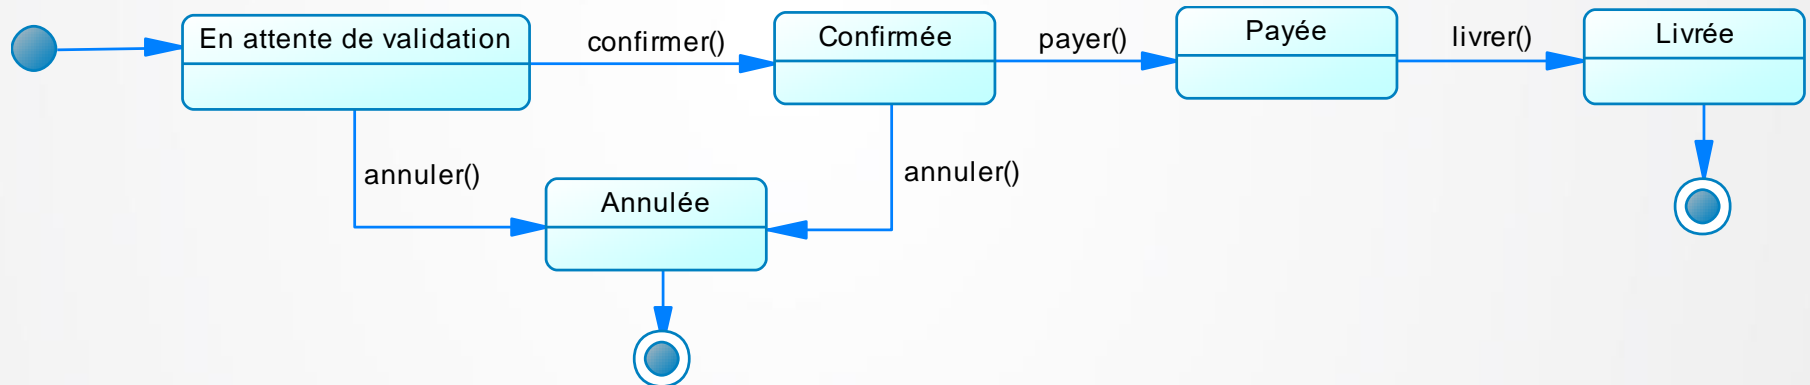 En attente de validation
confirmer()
Confirmée
payer()
Payée
livrer()
Livrée
annuler()
annuler()
Annulée